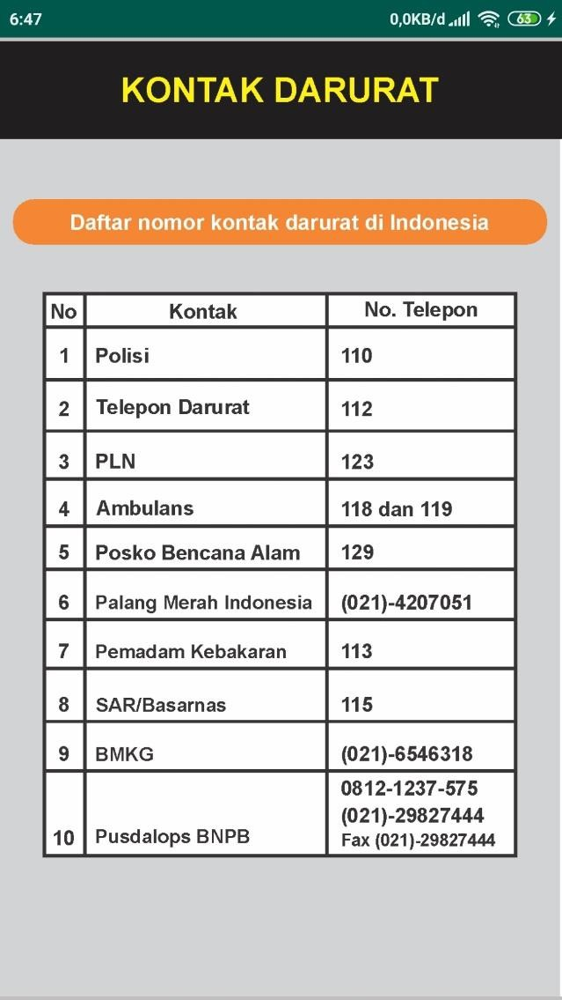 6:47
0,0KB/d
63
KONTAK DARURAT
Daftar nomor kontak darurat di Indonesia
No Kontak No. Telepon
1 Polisi 110
2 Telepon Darurat 112
3 PLN 123
4 Ambulans 118 dan 119
5 Posko Bencana Alam 129
6 Palang Merah Indonesia (021)-4207051
7 Pemadam Kebakaran 113
8 SAR/Basarnas 115
9 BMKG (021)-6546318
10 Pusdalops BNPB 0812-1237-575
(021)-29827444
Fax (021)-29827444